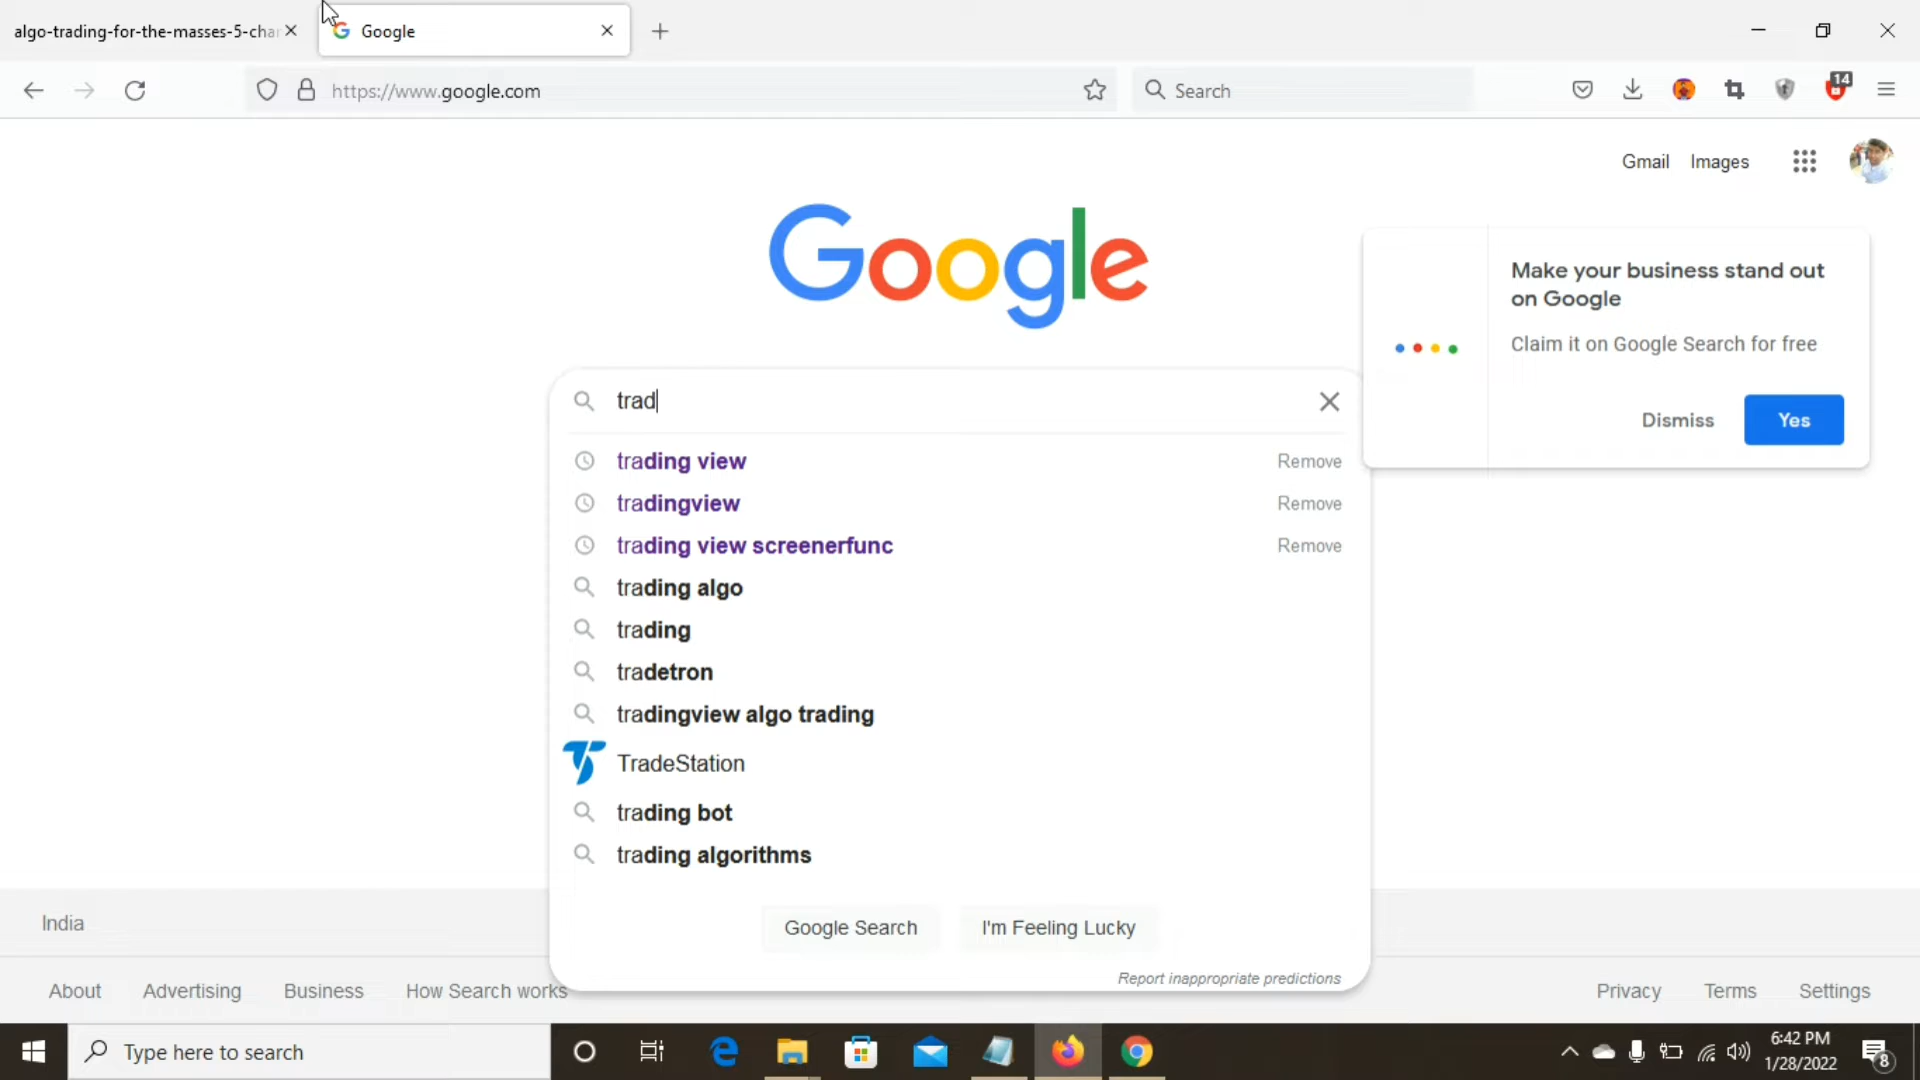 algo-trading-for-the-masses-5-cha
Google
https://www.google.com
Search
14
Gmail Images
Google
Make your business stand out
on Google
Claim it on Google Search for free
Dismiss Yes
trad
trading view Remove
tradingview Remove
trading view screenerfunc Remove
trading algo
trading
tradetron
tradingview algo trading
TradeStation
trading bot
trading algorithms
Google Search I'm Feeling Lucky
Report inappropriate predictions
India
About Advertising Business How Search works Privacy Terms Settings
Type here to search
6:42 PM
1/28/2022
8